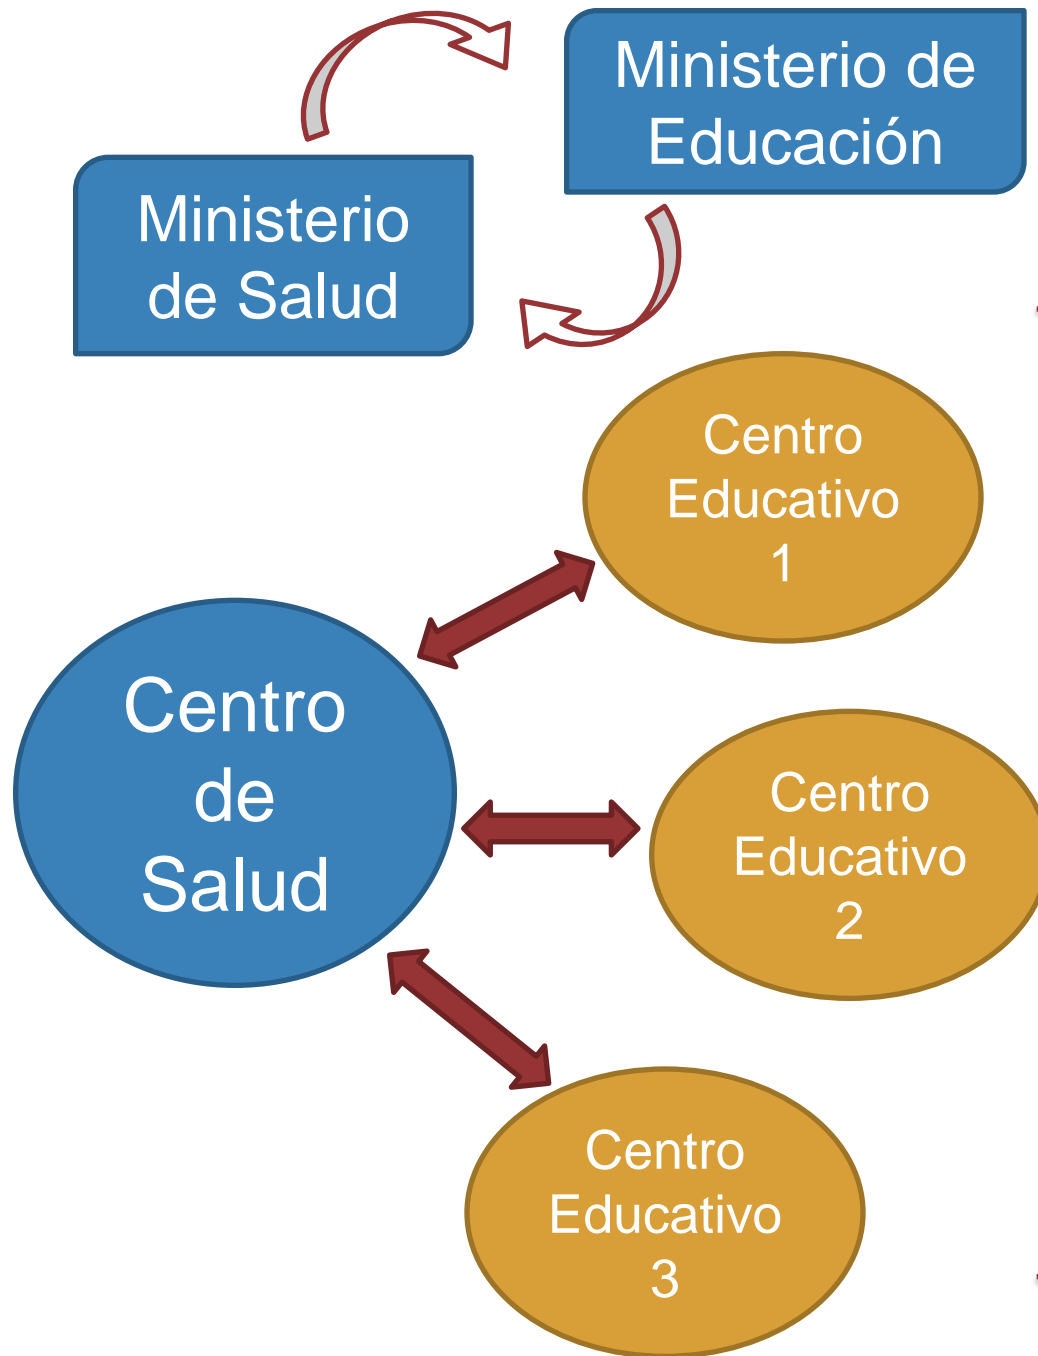 Ministerio de
Educación
Ministerio
de Salud
Centro
Educativo
1
Centro
de
Salud
Centro
Educativo
2
Centro
Educativo
3